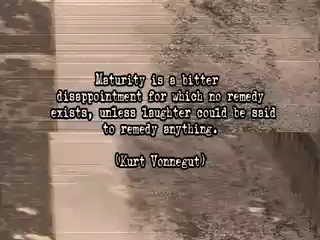 Maturity is a bitter
disappointment for which no remedy
exists, unless laughter could be said
to remedy anything.
(Kurt Vonnegut)